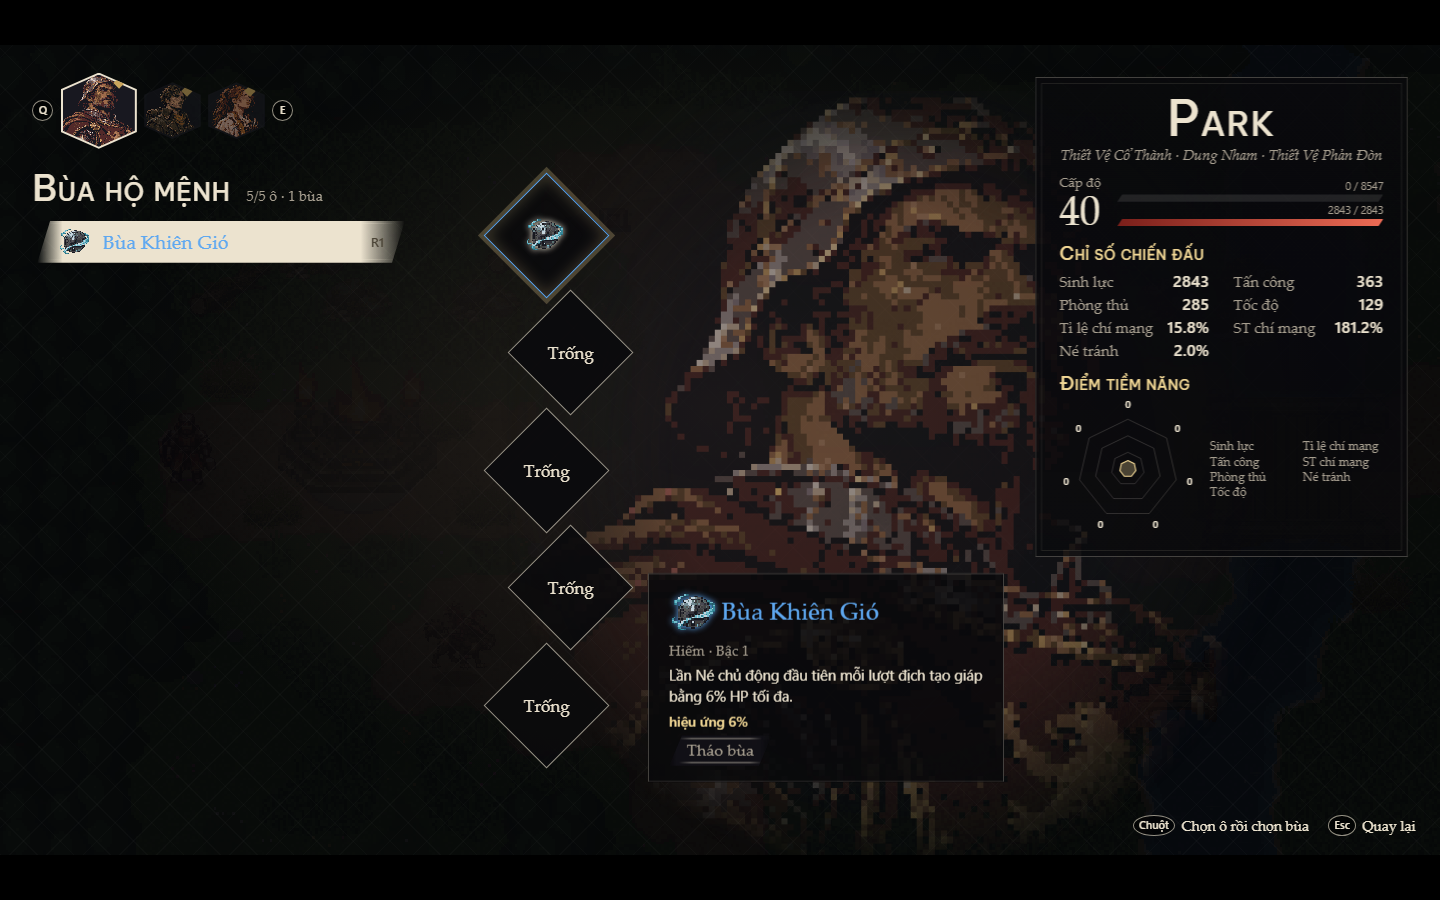 Q
E
BÙA HỘ MỆNH 5/5 ô · 1 bùa
Bùa Khiên Gió R1
Trống
Trống
Trống
Trống
PARK
Thiết Vệ Cổ Thành · Dung Nham · Thiết Vệ Phản Đòn
Cấp độ
40
0 / 8547
2843 / 2843
CHỈ SỐ CHIẾN ĐẤU
Sinh lực 2843 Tấn công 363
Phòng thủ 285 Tốc độ 129
Tỉ lệ chí mạng 15.8% ST chí mạng 181.2%
Né tránh 2.0%
ĐIỂM TIỀM NĂNG
0
0 0
0 0
0 0
Sinh lực Tỉ lệ chí mạng
Tấn công ST chí mạng
Phòng thủ Né tránh
Tốc độ
Bùa Khiên Gió
Hiếm · Bậc 1
Lần Né chủ động đầu tiên mỗi lượt địch tạo giáp
bằng 6% HP tối đa.
hiệu ứng 6%
Tháo bùa
Chuột Chọn ô rồi chọn bùa Esc Quay lại